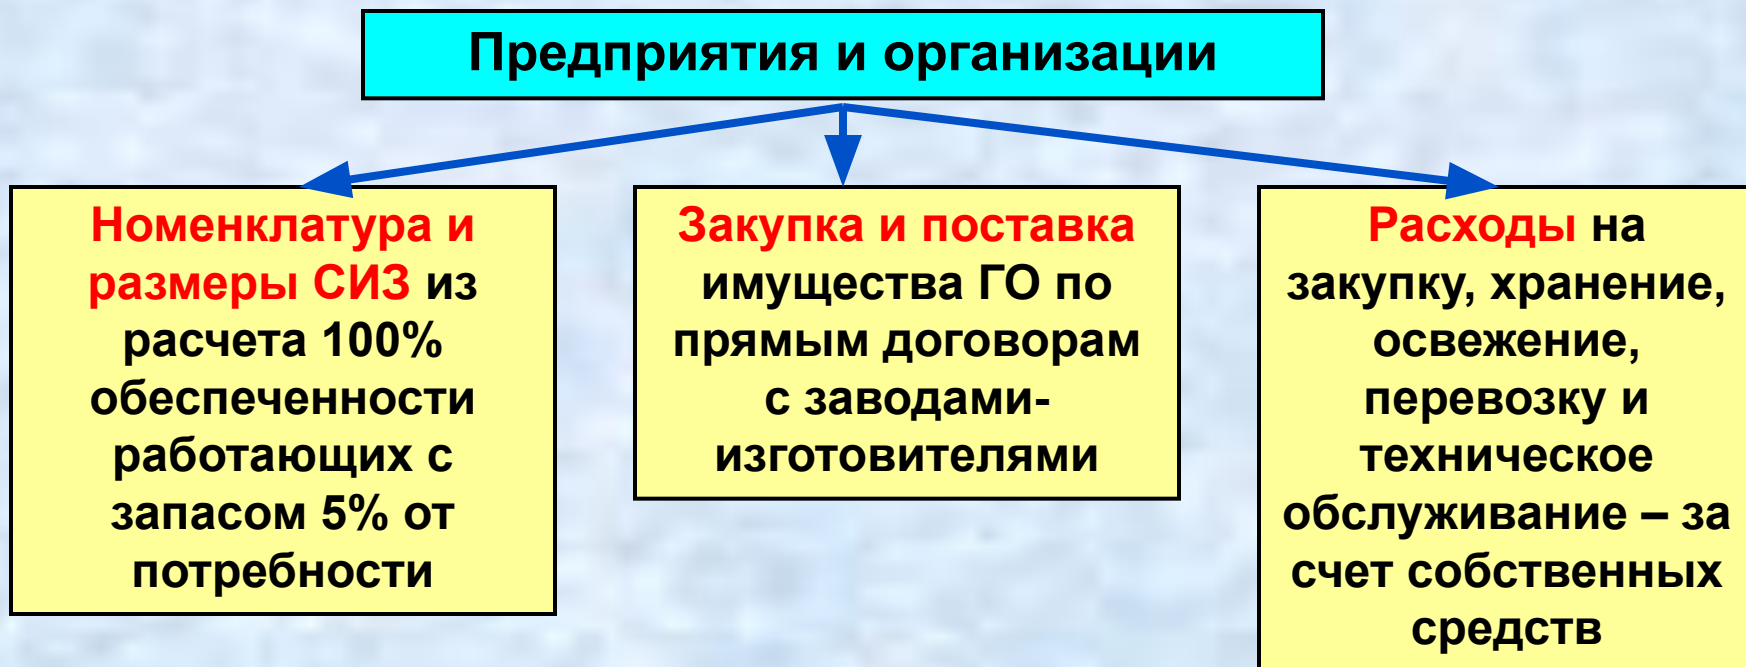 Предприятия и организации
Номенклатура и
размеры СИЗ из
расчета 100%
обеспеченности
работающих с
запасом 5% от
потребности
Закупка и поставка
имущества ГО по
прямым договорам
с заводами-
изготовителями
Расходы на
закупку, хранение,
освежение,
перевозку и
техническое
обслуживание – за
счет собственных
средств